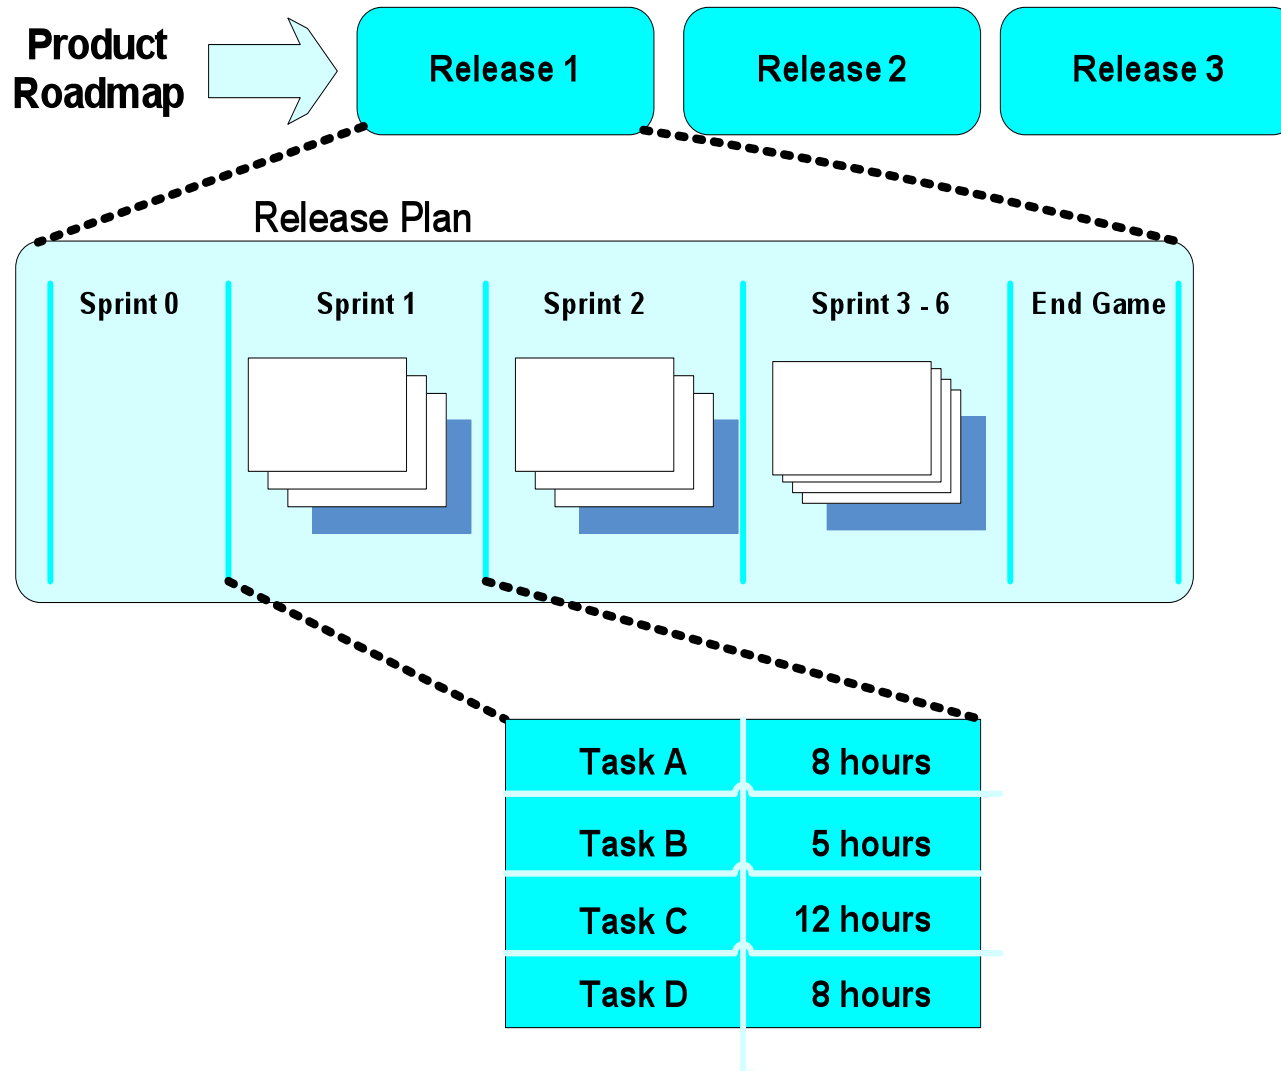 Product
Roadmap
Release 1
Release 2
Release 3
Release Plan
Sprint 0
Sprint 1
Sprint 2
Sprint 3 - 6
End Game
Task A
8 hours
Task B
5 hours
Task C
12 hours
Task D
8 hours